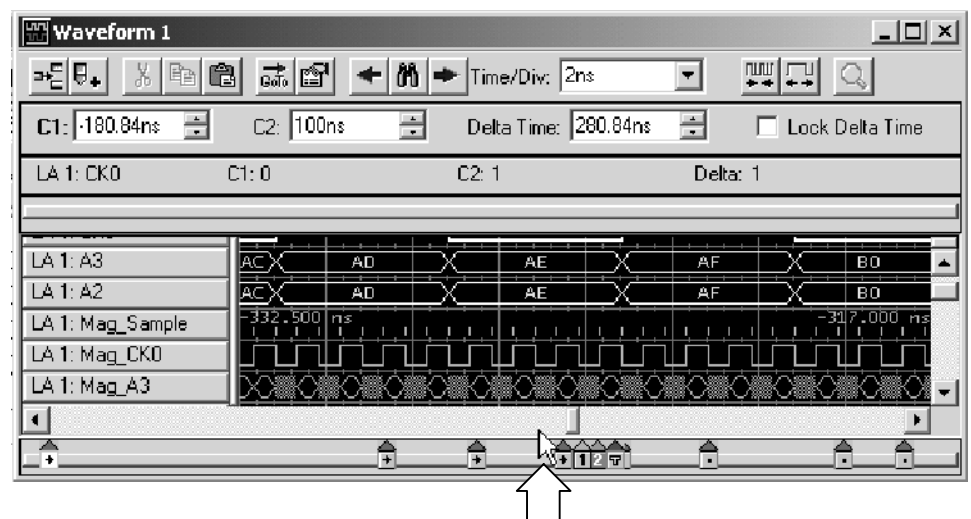 Waveform 1
Goto Time/Div: 2ns
C1: -180.84ns C2: 100ns Delta Time: 280.84ns Lock Delta Time
LA 1: CK0 C1: 0 C2: 1 Delta: 1
LA 1: A3 AC AD AE AF B0
LA 1: A2 AC AD AE AF B0
LA 1: Mag_Sample -332.500 ns -317.000 ns
LA 1: Mag_CK0
LA 1: Mag_A3
1 2 T